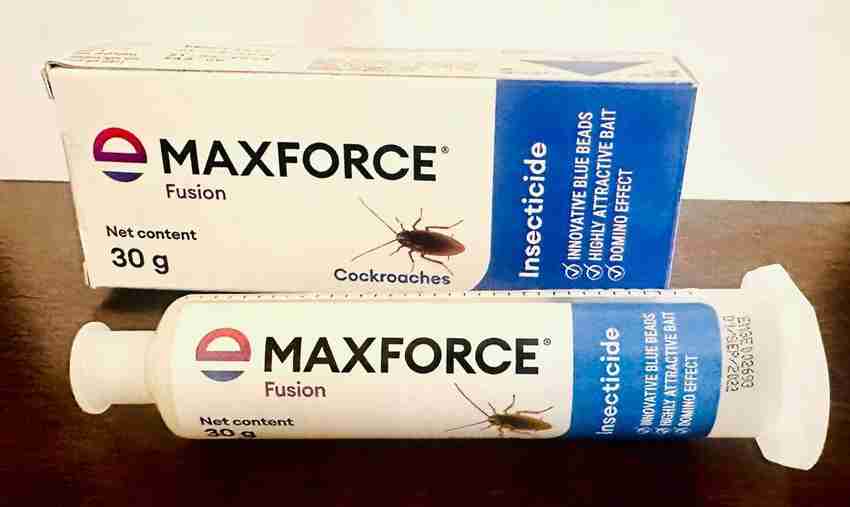 MAXFORCE®
Fusion
Net content
30 g
Cockroaches
Insecticide
INNOVATIVE BLUE BEADS
HIGHLY ATTRACTIVE BAIT
DOMINO EFFECT
MAXFORCE®
Fusion
Net content
30 g
Insecticide
INNOVATIVE BLUE BEADS
HIGHLY ATTRACTIVE BAIT
DOMINO EFFECT